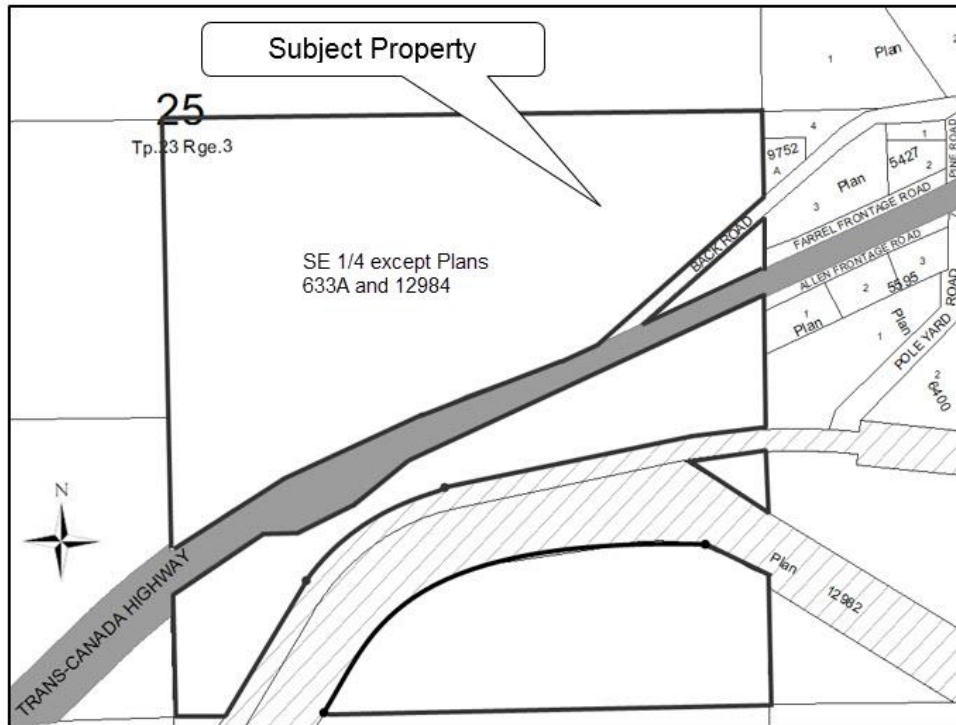 Subject Property
25
Tp.23 Rge.3
SE 1/4 except Plans
633A and 12984
1
Plan
2
4
9752
A
Plan
3
1
5427
2
PINE ROAD
BACK ROAD
FARREL FRONTAGE ROAD
ALLEN FRONTAGE ROAD
1
Plan
2
3
5595
1
Plan
POLE YARD ROAD
2
6400
N
TRANS-CANADA HIGHWAY
Plan
12982